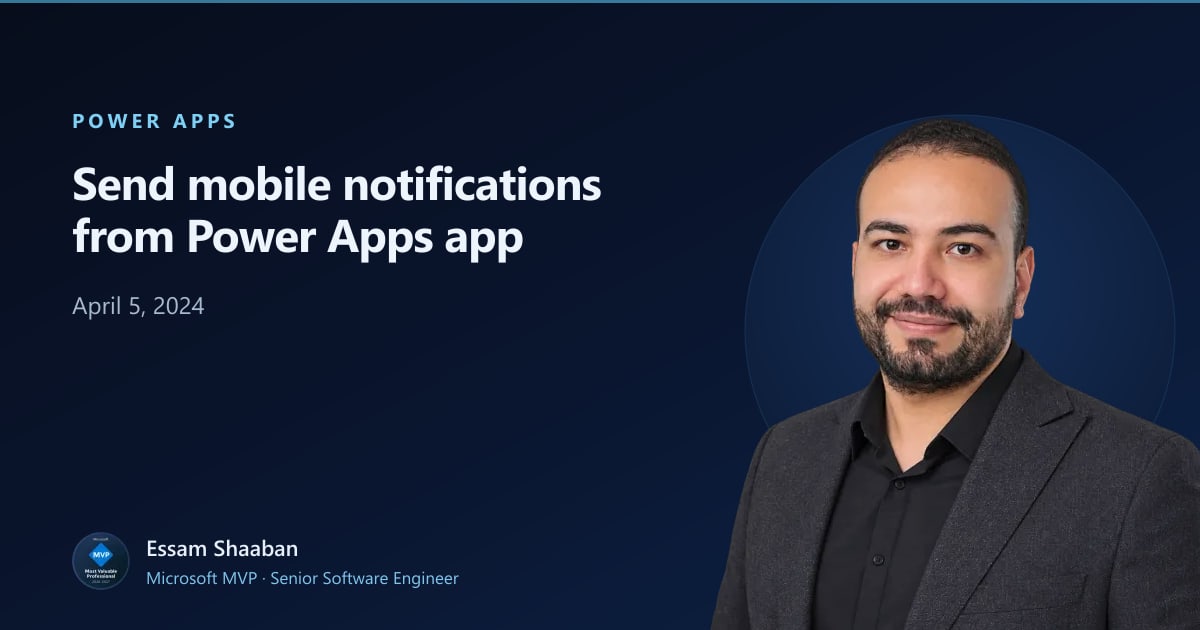 POWER APPS
Send mobile notifications
from Power Apps app
April 5, 2024
Microsoft
MVP
Most Valuable
Professional
Essam Shaaban
Microsoft MVP · Senior Software Engineer